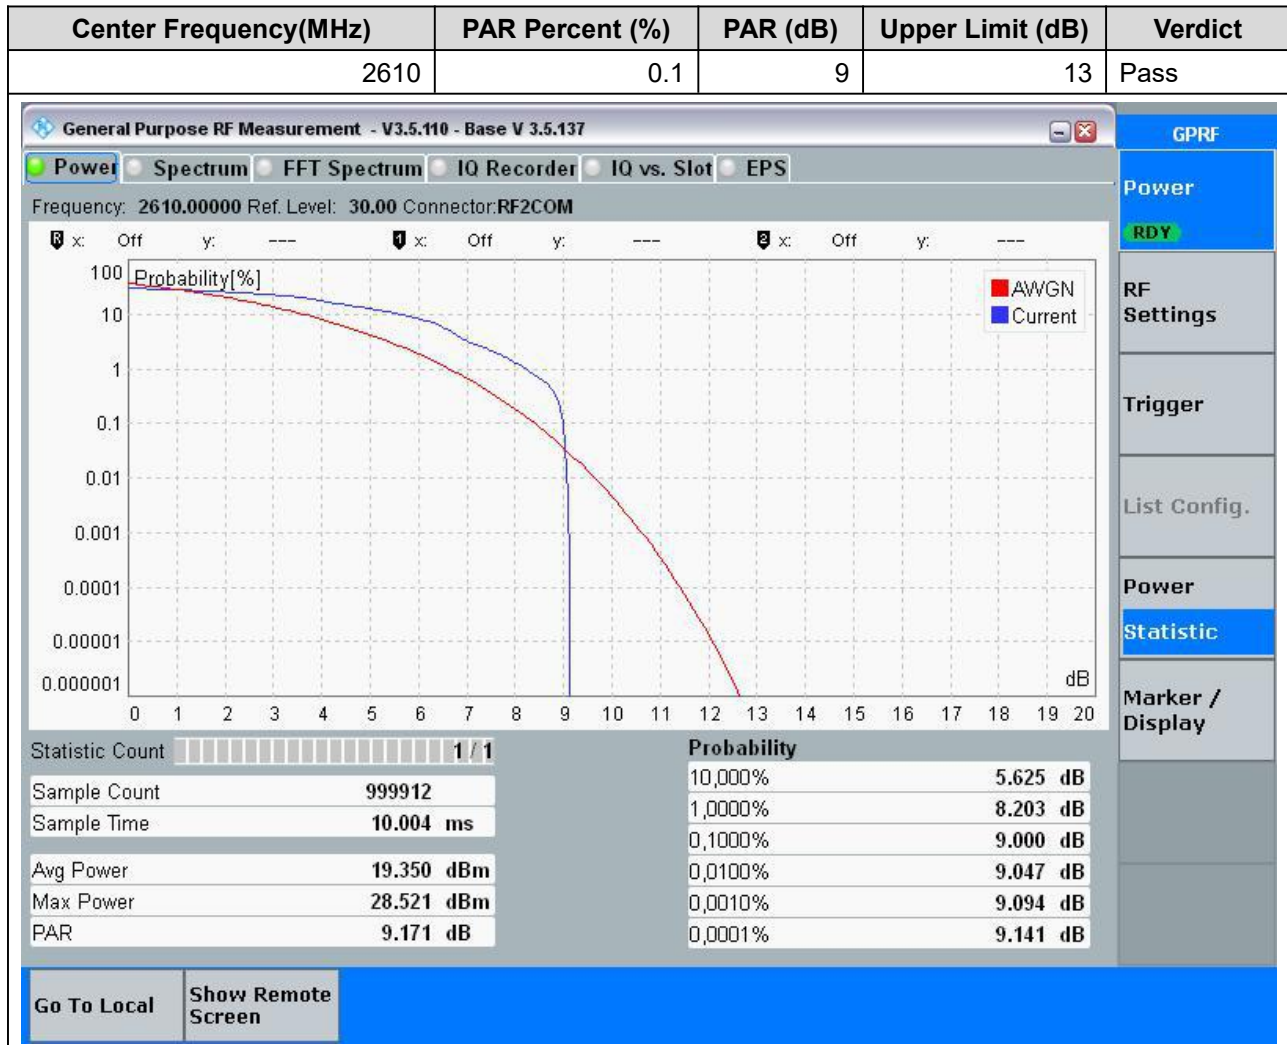 Center Frequency(MHz) PAR Percent (%) PAR (dB) Upper Limit (dB) Verdict
2610 0.1 9 13 Pass
General Purpose RF Measurement - V3.5.110 - Base V 3.5.137
GPRF
Power Spectrum FFT Spectrum IQ Recorder IQ vs. Slot EPS
Frequency: 2610.00000 Ref. Level: 30.00 Connector:RF2COM
R x: Off y: --- 1 x: Off y: --- 2 x: Off y: ---
Probability[%]
AWGN
Current
100
10
1
0.1
0.01
0.001
0.0001
0.00001
0.000001
dB
0 1 2 3 4 5 6 7 8 9 10 11 12 13 14 15 16 17 18 19 20
Statistic Count 1 / 1
Sample Count 999912
Sample Time 10.004 ms
Avg Power 19.350 dBm
Max Power 28.521 dBm
PAR 9.171 dB
Probability
10,000% 5.625 dB
1,0000% 8.203 dB
0,1000% 9.000 dB
0,0100% 9.047 dB
0,0010% 9.094 dB
0,0001% 9.141 dB
Power
RDY
RF
Settings
Trigger
List Config.
Power
Statistic
Marker /
Display
Go To Local
Show Remote
Screen